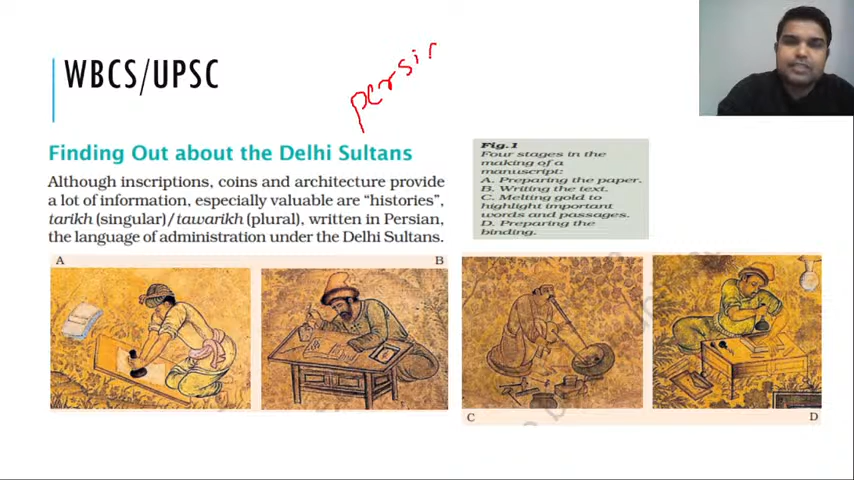 WBCS/UPSC
persi
Finding Out about the Delhi Sultans
Although inscriptions, coins and architecture provide
a lot of information, especially valuable are “histories”,
tarikh (singular)/tawarikh (plural), written in Persian,
the language of administration under the Delhi Sultans.
Fig.1
Four stages in the
making of a
manuscript:
A. Preparing the paper.
B. Writing the text.
C. Melting gold to
highlight important
words and passages.
D. Preparing the
binding.
A
B
C
D